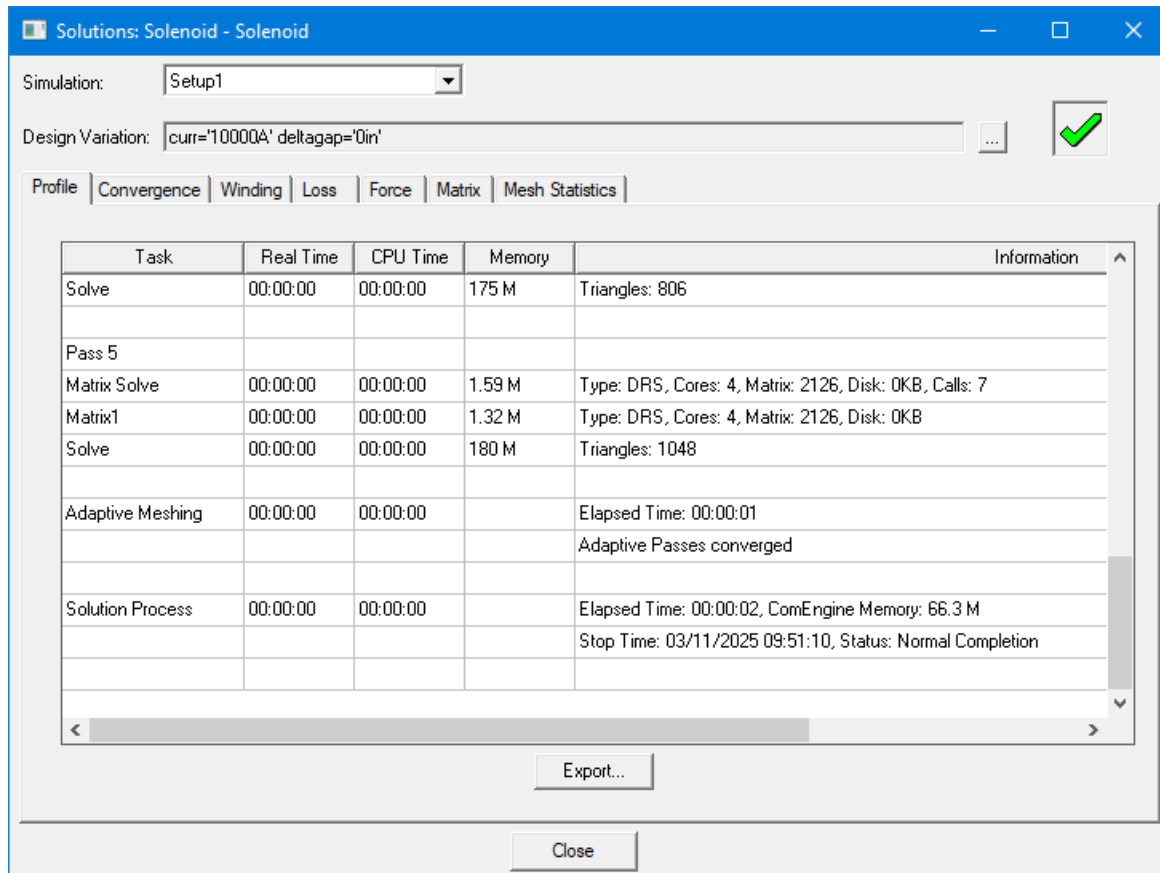 Solutions: Solenoid - Solenoid
Simulation: Setup1
Design Variation: curr='10000A' deltagap='0in' ...
Profile Convergence Winding Loss Force Matrix Mesh Statistics
Task Real Time CPU Time Memory Information
Solve 00:00:00 00:00:00 175 M Triangles: 806
Pass 5
Matrix Solve 00:00:00 00:00:00 1.59 M Type: DRS, Cores: 4, Matrix: 2126, Disk: 0KB, Calls: 7
Matrix1 00:00:00 00:00:00 1.32 M Type: DRS, Cores: 4, Matrix: 2126, Disk: 0KB
Solve 00:00:00 00:00:00 180 M Triangles: 1048
Adaptive Meshing 00:00:00 00:00:00 Elapsed Time: 00:00:01
Adaptive Passes converged
Solution Process 00:00:00 00:00:00 Elapsed Time: 00:00:02, ComEngine Memory: 66.3 M
Stop Time: 03/11/2025 09:51:10, Status: Normal Completion
Export...
Close